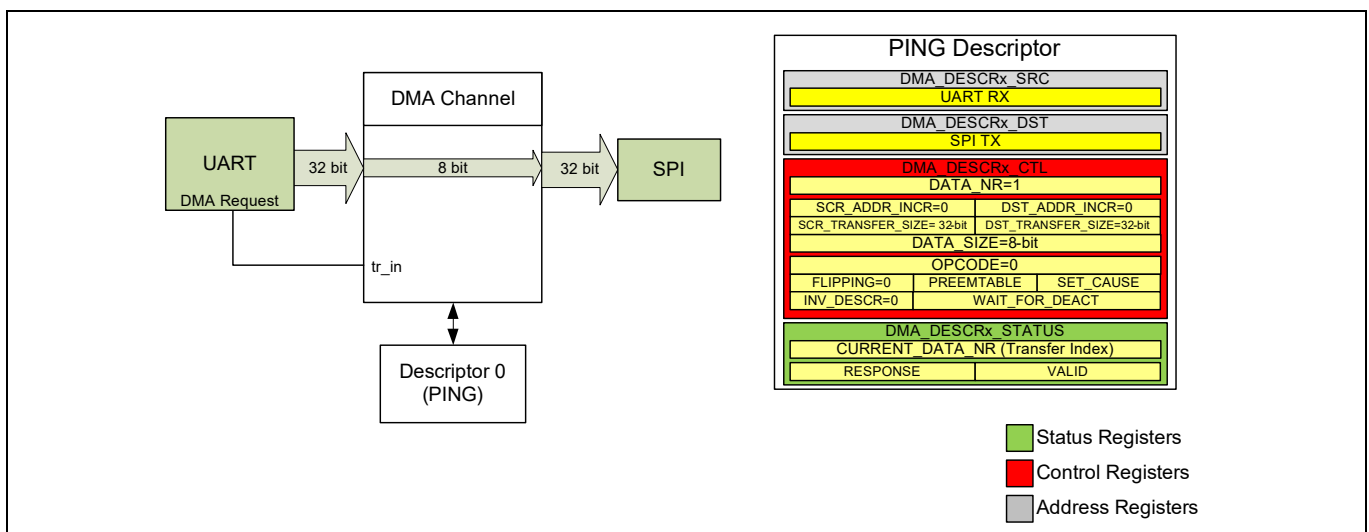 DMA Channel
UART
32 bit
8 bit
32 bit
SPI
DMA Request
tr_in
Descriptor 0
(PING)
PING Descriptor
DMA_DESCRx_SRC
UART RX
DMA_DESCRx_DST
SPI TX
DMA_DESCRx_CTL
DATA_NR=1
SCR_ADDR_INCR=0 DST_ADDR_INCR=0
SCR_TRANSFER_SIZE= 32-bit DST_TRANSFER_SIZE=32-bit
DATA_SIZE=8-bit
OPCODE=0
FLIPPING=0 PREEMTABLE SET_CAUSE
INV_DESCR=0 WAIT_FOR_DEACT
DMA_DESCRx_STATUS
CURRENT_DATA_NR (Transfer Index)
RESPONSE VALID
Status Registers
Control Registers
Address Registers